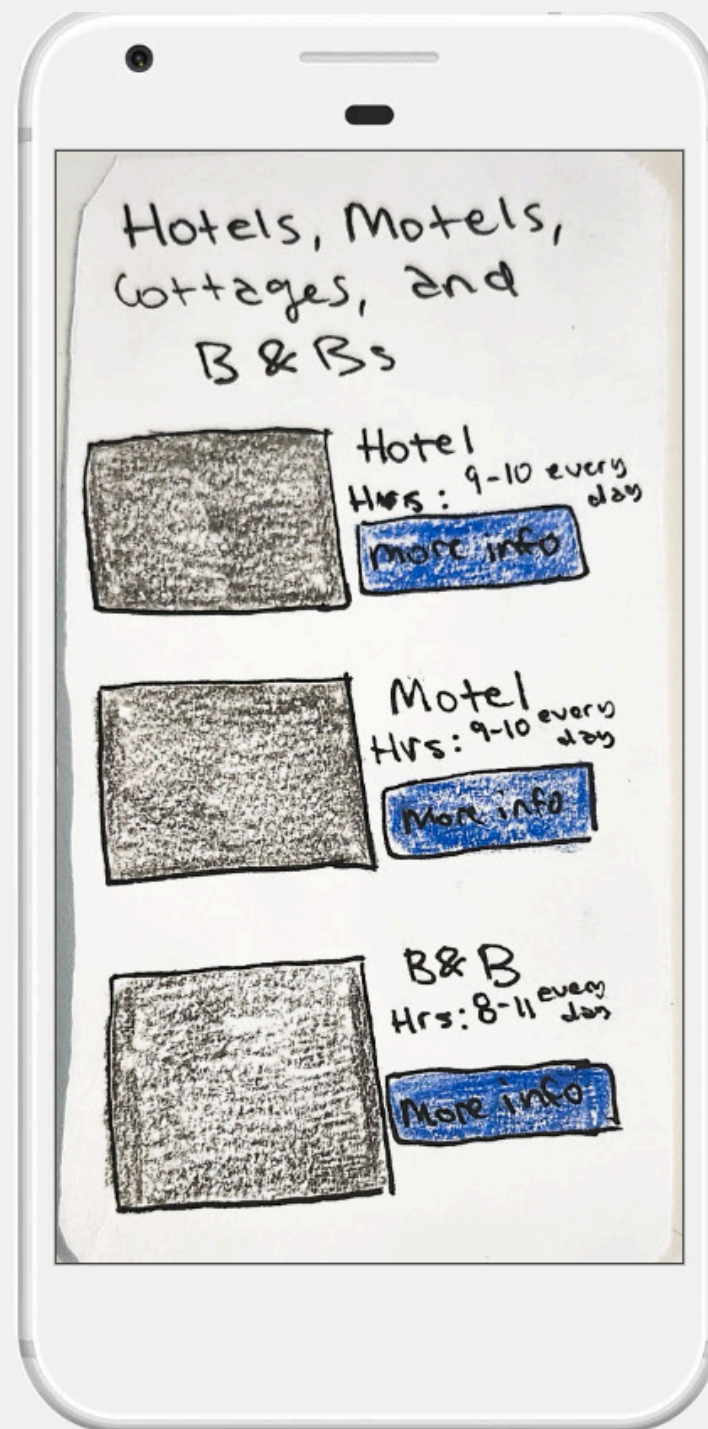 Hotels, Motels,
Cottages, and
B & Bs
Hotel
Hrs: 9-10 every
day
more info
Motel
Hrs: 9-10 every
day
More info
B&B
Hrs: 8-11 every
day
More info